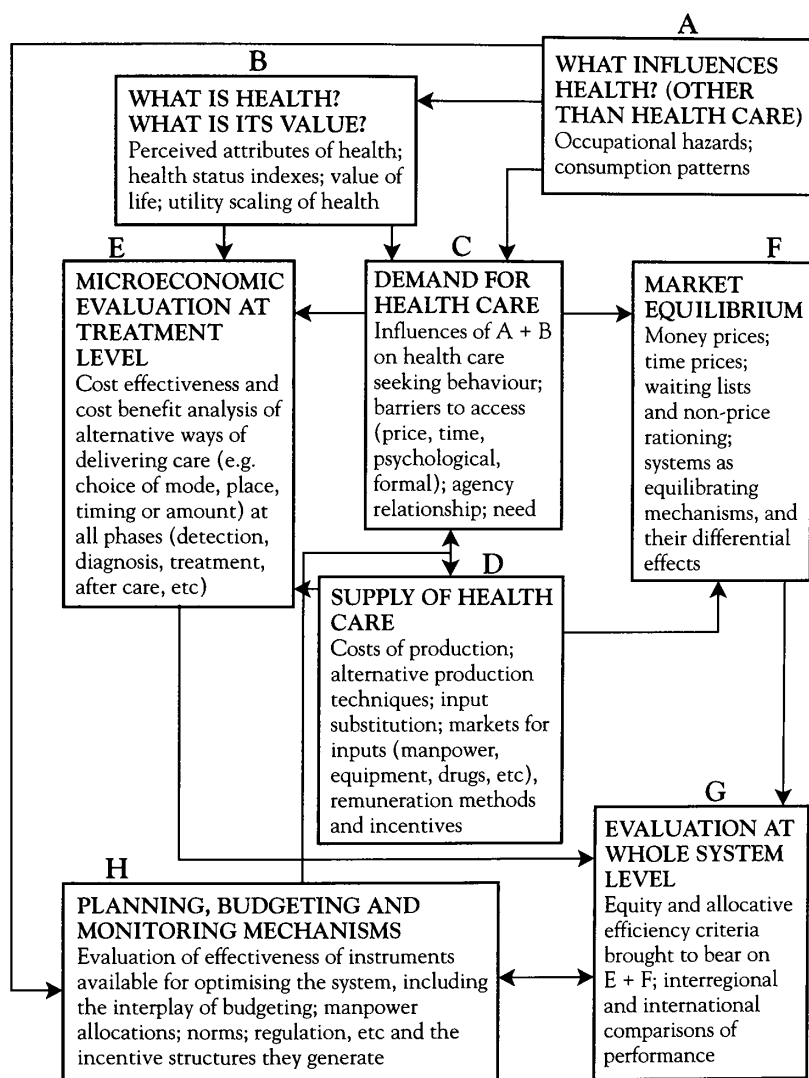 A
WHAT INFLUENCES
HEALTH? (OTHER
THAN HEALTH CARE)
Occupational hazards;
consumption patterns
B
WHAT IS HEALTH?
WHAT IS ITS VALUE?
Perceived attributes of health;
health status indexes; value of
life; utility scaling of health
E
MICROECONOMIC
EVALUATION AT
TREATMENT
LEVEL
Cost effectiveness and
cost benefit analysis of
alternative ways of
delivering care (e.g.
choice of mode, place,
timing or amount) at
all phases (detection,
diagnosis, treatment,
after care, etc)
C
DEMAND FOR
HEALTH CARE
Influences of A + B
on health care
seeking behaviour;
barriers to access
(price, time,
psychological,
formal); agency
relationship; need
F
MARKET
EQUILIBRIUM
Money prices;
time prices;
waiting lists
and non-price
rationing;
systems as
equilibrating
mechanisms, and
their differential
effects
D
SUPPLY OF HEALTH
CARE
Costs of production;
alternative production
techniques; input
substitution; markets for
inputs (manpower,
equipment, drugs, etc),
remuneration methods
and incentives
G
EVALUATION AT
WHOLE SYSTEM
LEVEL
Equity and allocative
efficiency criteria
brought to bear on
E + F; interregional
and international
comparisons of
performance
H
PLANNING, BUDGETING AND
MONITORING MECHANISMS
Evaluation of effectiveness of instruments
available for optimising the system, including
the interplay of budgeting; manpower
allocations; norms; regulation, etc and the
incentive structures they generate